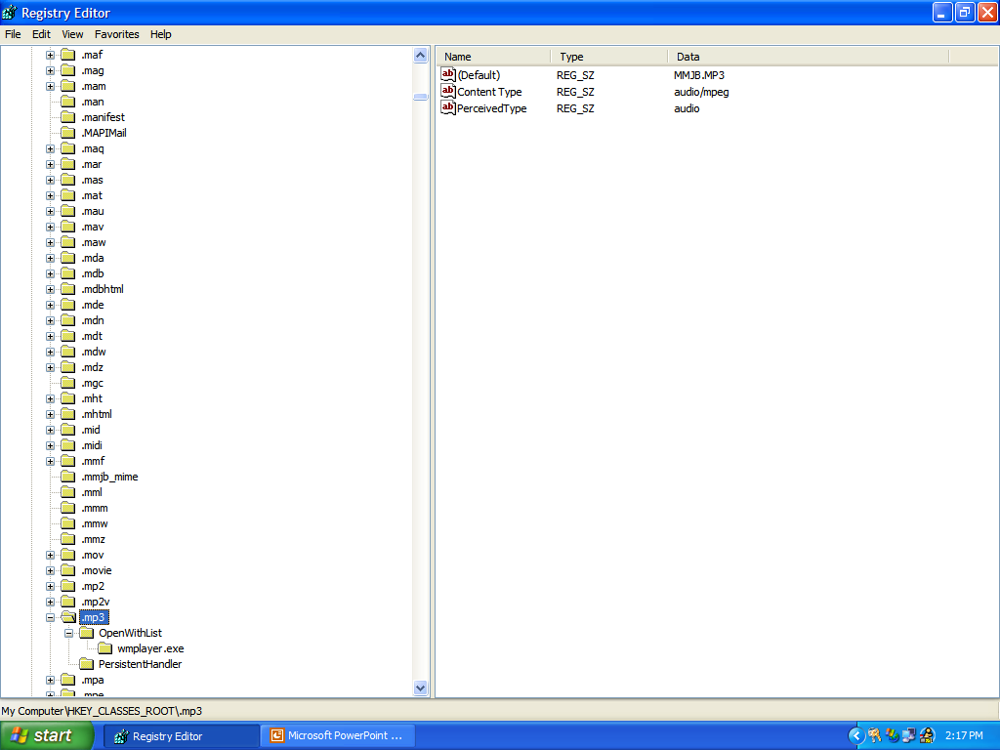 Registry Editor
File Edit View Favorites Help
.maf
.mag
.mam
.man
.manifest
.MAPIMail
.maq
.mar
.mas
.mat
.mau
.mav
.maw
.mda
.mdb
.mdbhtml
.mde
.mdn
.mdt
.mdw
.mdz
.mgc
.mht
.mhtml
.mid
.midi
.mmf
.mmjb_mime
.mml
.mmm
.mmw
.mmz
.mov
.movie
.mp2
.mp2v
.mp3
OpenWithList
wmplayer.exe
PersistentHandler
.mpa
.mpe
Name Type Data
ab (Default) REG_SZ MMJB.MP3
ab Content Type REG_SZ audio/mpeg
ab PerceivedType REG_SZ audio
My Computer\HKEY_CLASSES_ROOT\.mp3
start Registry Editor Microsoft PowerPoint ... 2:17 PM